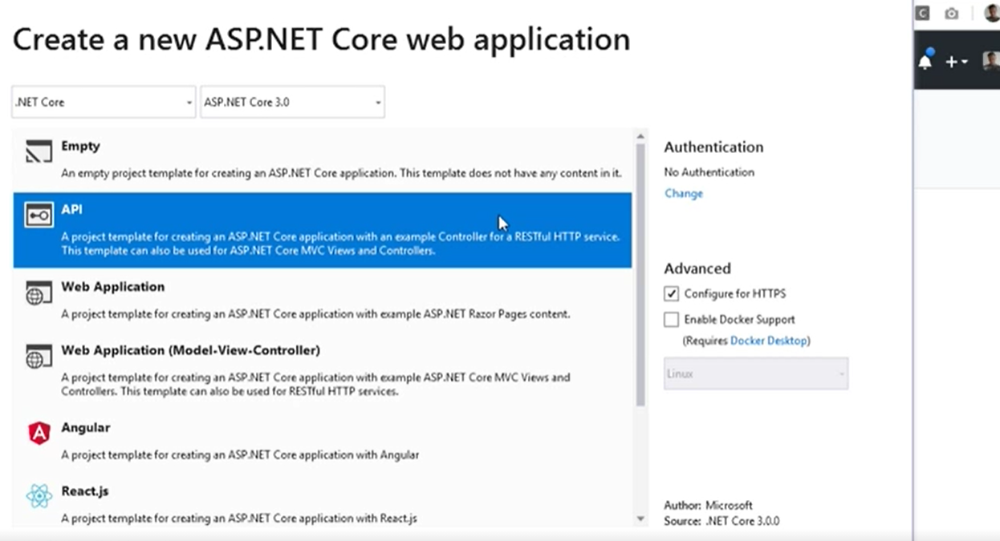 Create a new ASP.NET Core web application
.NET Core
ASP.NET Core 3.0
Empty
An empty project template for creating an ASP.NET Core application. This template does not have any content in it.
API
A project template for creating an ASP.NET Core application with an example Controller for a RESTful HTTP service.
This template can also be used for ASP.NET Core MVC Views and Controllers.
Web Application
A project template for creating an ASP.NET Core application with example ASP.NET Razor Pages content.
Web Application (Model-View-Controller)
A project template for creating an ASP.NET Core application with example ASP.NET Core MVC Views and
Controllers. This template can also be used for RESTful HTTP services.
Angular
A project template for creating an ASP.NET Core application with Angular
React.js
A project template for creating an ASP.NET Core application with React.js
Authentication
No Authentication
Change
Advanced
Configure for HTTPS
Enable Docker Support
(Requires Docker Desktop)
Linux
Author: Microsoft
Source: .NET Core 3.0.0
C